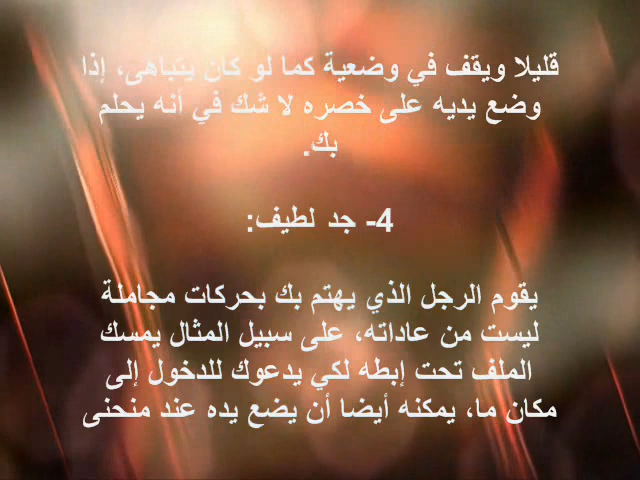 قليلا ويقف في وضعية كما لو كان يتباهى، إذا
وضع يديه على خصره لا شك في أنه يحلم
بك.
4- جد لطيف:
يقوم الرجل الذي يهتم بك بحركات مجاملة
ليست من عاداته، على سبيل المثال يمسك
الملف تحت إبطه لكي يدعوك للدخول إلى
مكان ما، يمكنه أيضا أن يضع يده عند منحنى